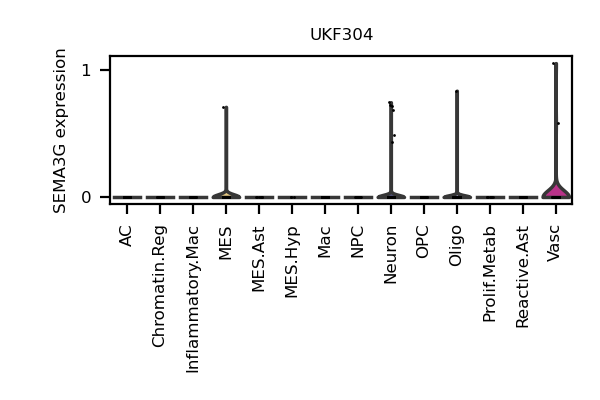 UKF304
SEMA3G expression
1
0
AC
Chromatin.Reg
Inflammatory.Mac
MES
MES.Ast
MES.Hyp
Mac
NPC
Neuron
OPC
Oligo
Prolif.Metab
Reactive.Ast
Vasc